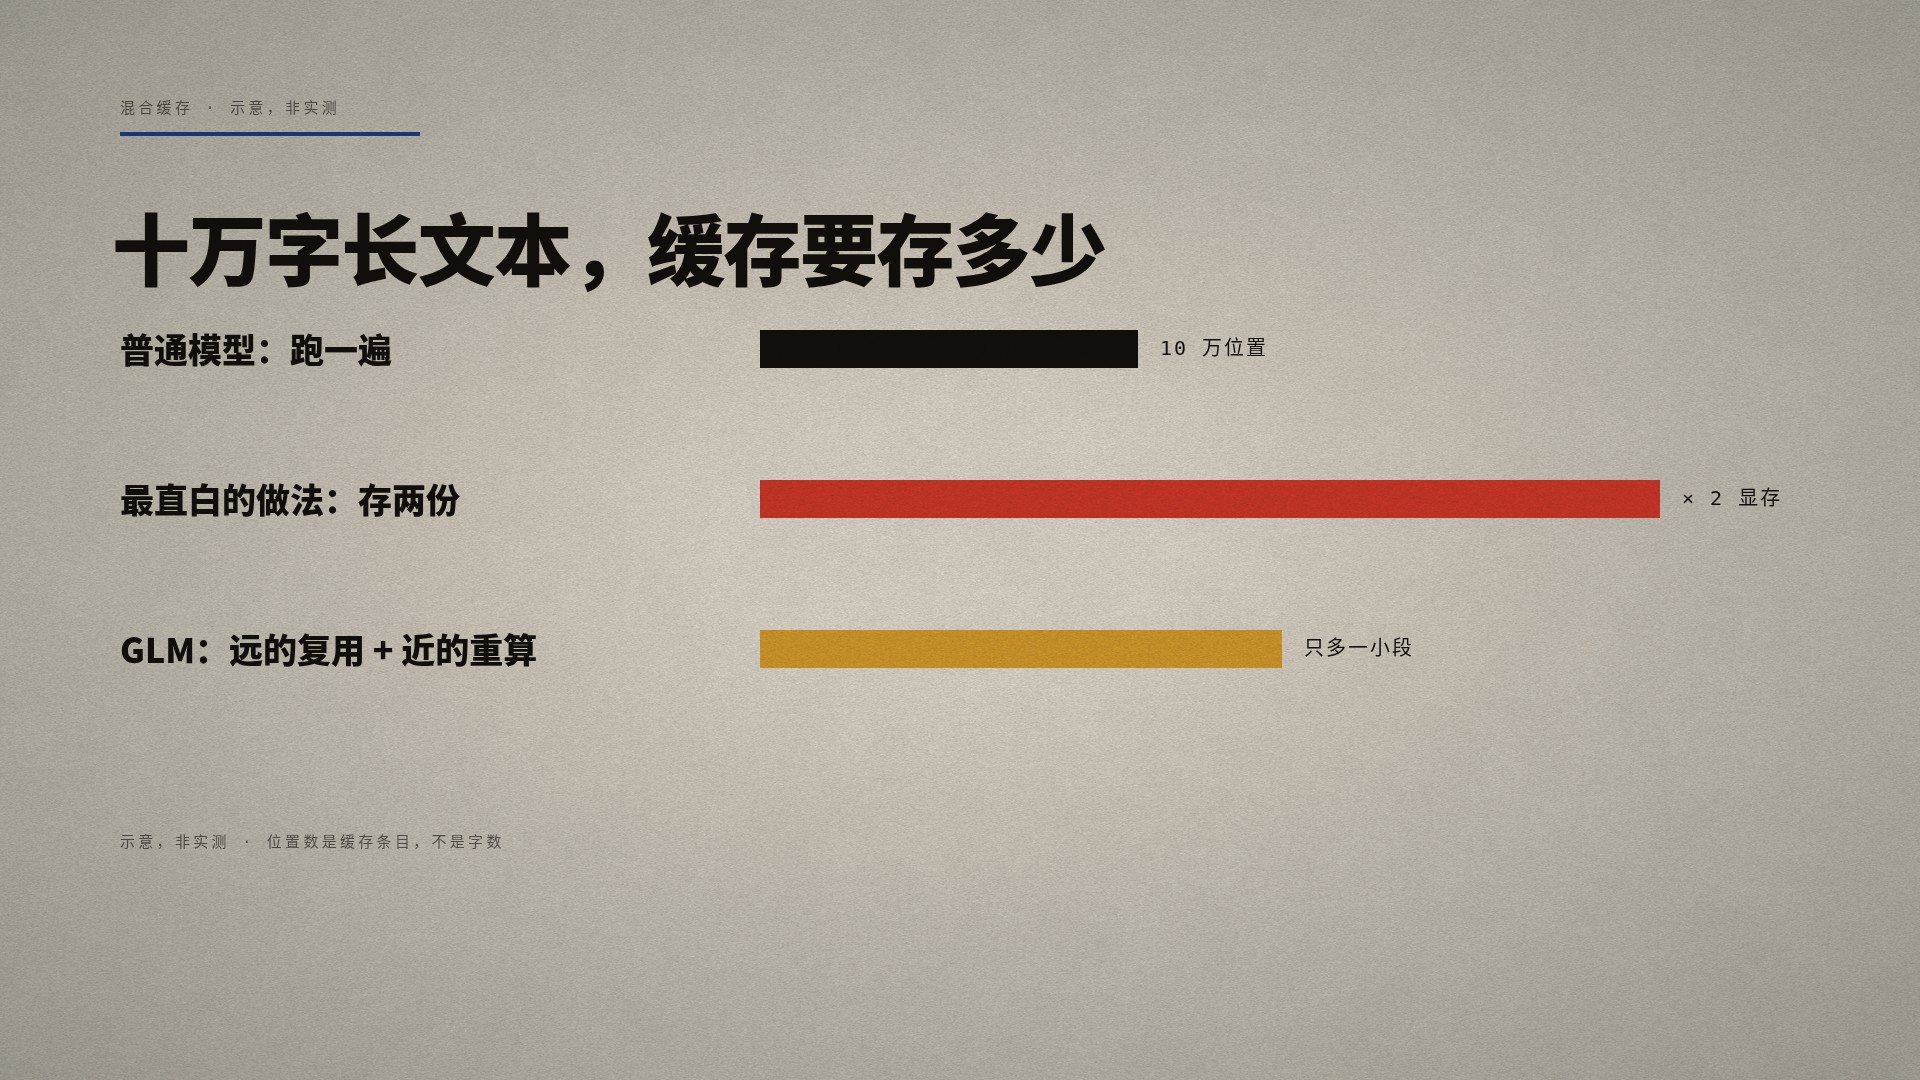 混合缓存 · 示意，非实测
十万字长文本，缓存要存多少
普通模型：跑一遍
10 万位置
最直白的做法：存两份
× 2 显存
GLM：远的复用 + 近的重算
只多一小段
示意，非实测 · 位置数是缓存条目，不是字数